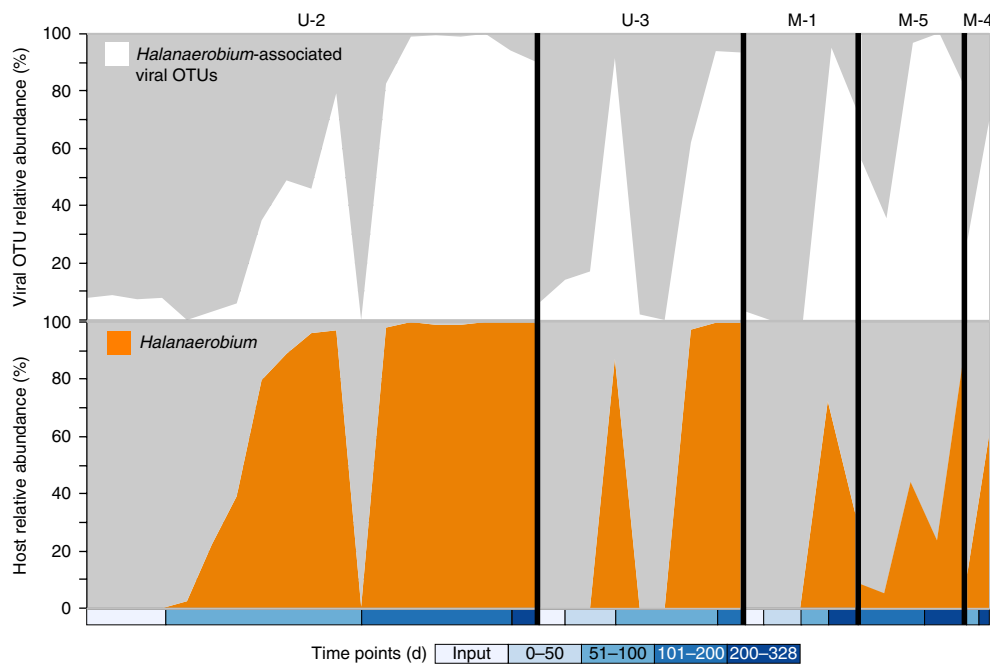 U-2 U-3 M-1 M-5 M-4
Viral OTU relative abundance (%)
100
80
60
40
20
Halanaerobium-associated
viral OTUs
Host relative abundance (%)
100
80
60
40
20
0
Halanaerobium
Time points (d) Input 0–50 51–100 101–200 200–328